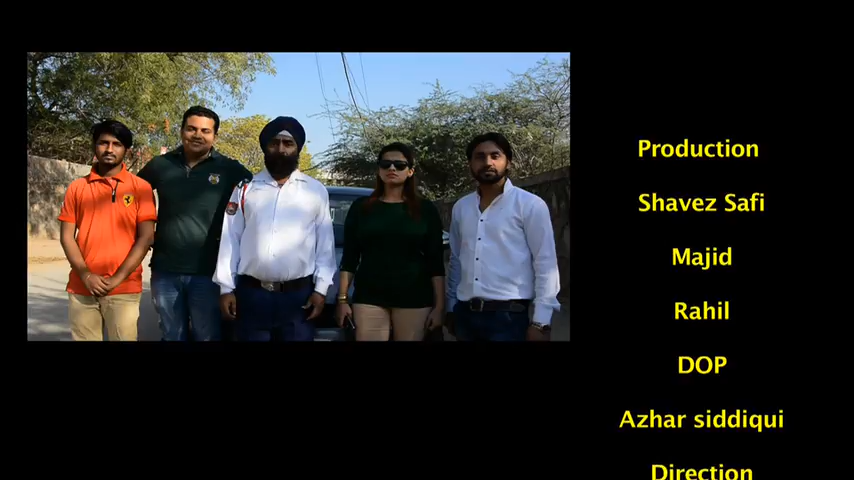 Production
Shavez Safi
Majid
Rahil
DOP
Azhar siddiqui
Direction